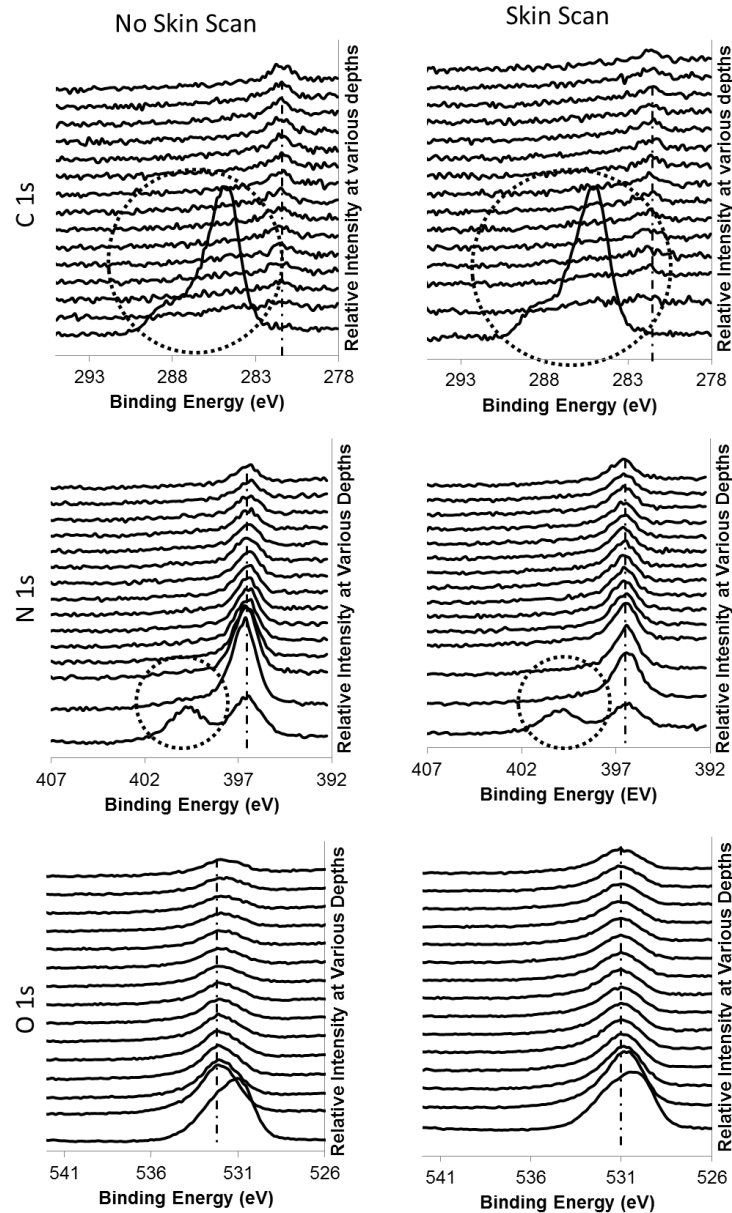 No Skin Scan
Skin Scan
C 1s
Relative Intensity at various depths
293 288 283 278
Binding Energy (eV)
Relative Intensity at various depths
293 288 283 278
Binding Energy (eV)
N 1s
Relative Intensity at Various Depths
407 402 397 392
Binding Energy (eV)
Relative Intesnity at Various Depths
407 402 397 392
Binding Energy (EV)
O 1s
Relative Intensity at Various Depths
541 536 531 526
Binding Energy (eV)
Relative Intensity at Various Depths
541 536 531 526
Binding Energy (eV)